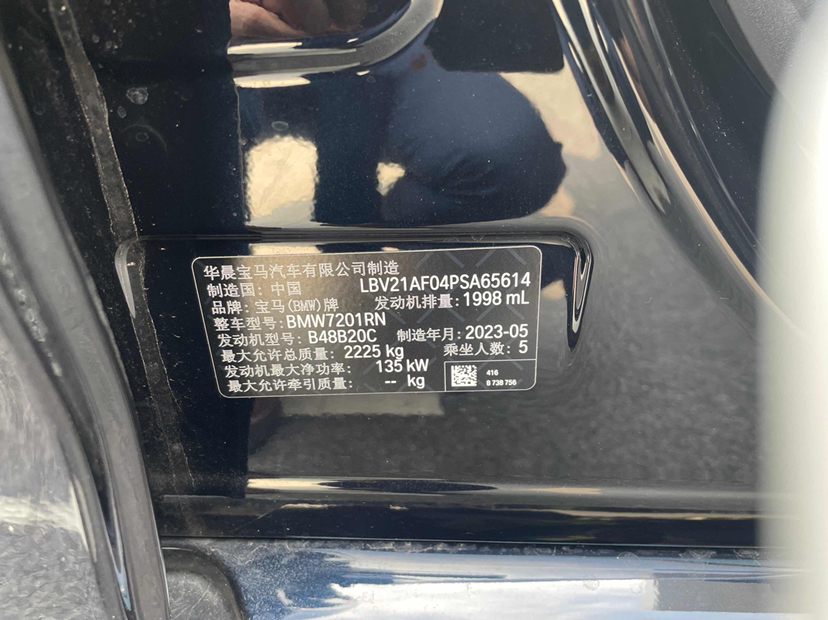 华晨宝马汽车有限公司制造
制造国: 中国 LBV21AF04PSA65614
品牌: 宝马(BMW)牌 发动机排量: 1998 mL
整车型号: BMW7201RN
发动机型号: B48B20C 制造年月: 2023-05
最大允许总质量: 2225 kg 乘坐人数: 5
发动机最大净功率: 135 kW
最大允许牵引质量: -- kg
416
8 738 756